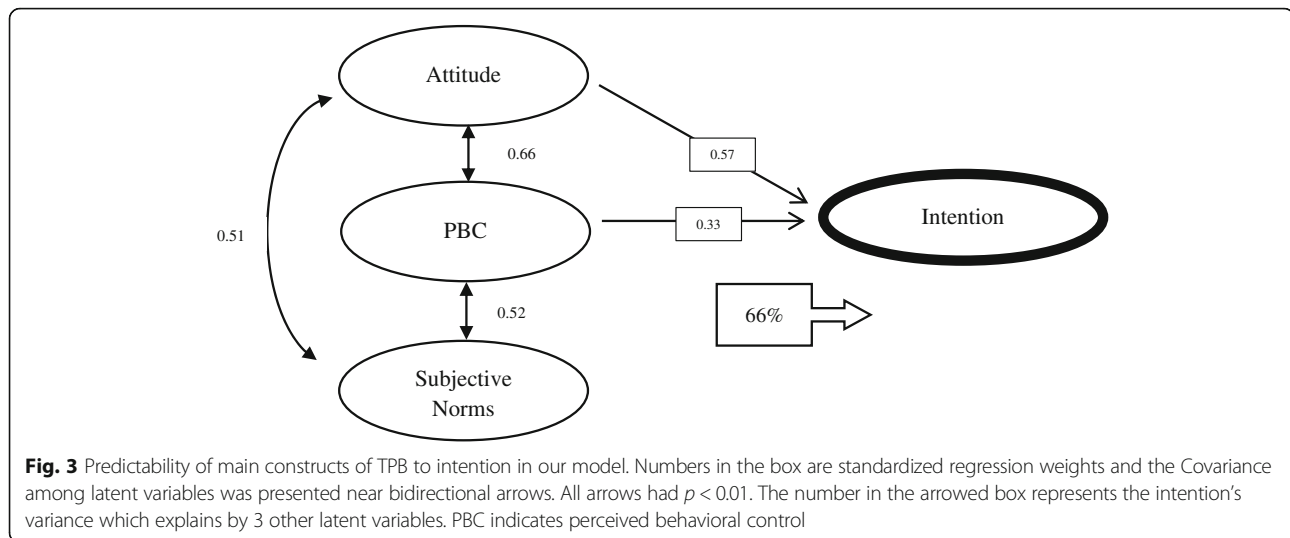 Attitude
0.66
0.57
0.51
PBC
0.33
Intention
0.52
66%
Subjective
Norms
Fig. 3 Predictability of main constructs of TPB to intention in our model. Numbers in the box are standardized regression weights and the Covariance
among latent variables was presented near bidirectional arrows. All arrows had p < 0.01. The number in the arrowed box represents the intention's
variance which explains by 3 other latent variables. PBC indicates perceived behavioral control